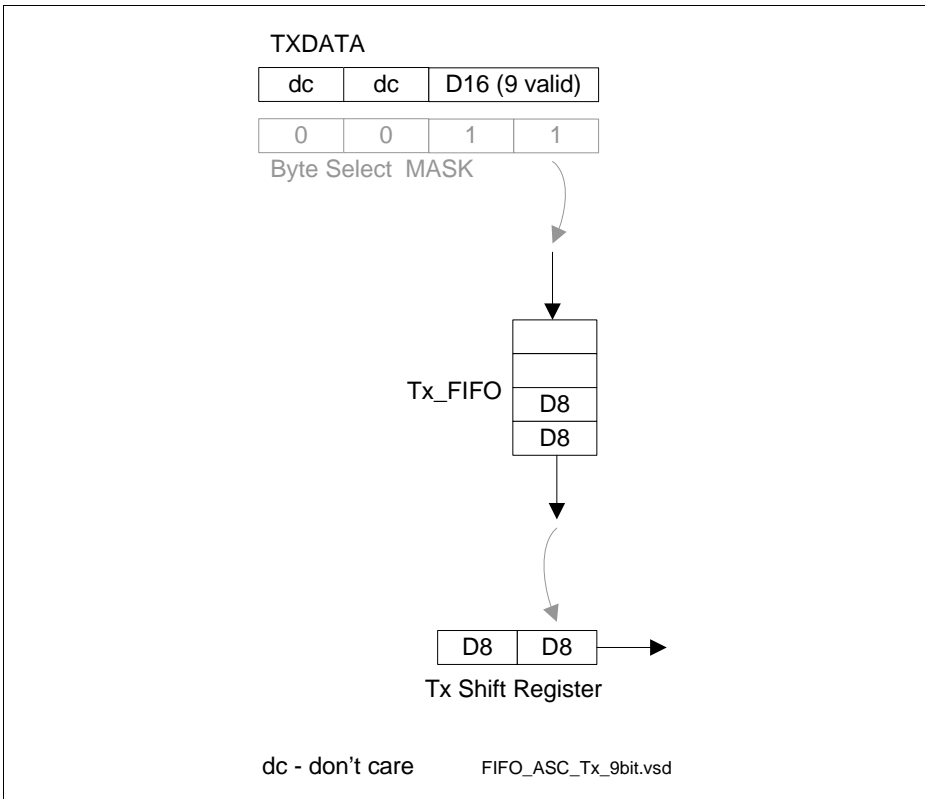 TXDATA
dc dc D16 (9 valid)
0 0 1 1
Byte Select MASK
Tx_FIFO
D8
D8
D8 D8
Tx Shift Register
dc - don't care FIFO_ASC_Tx_9bit.vsd